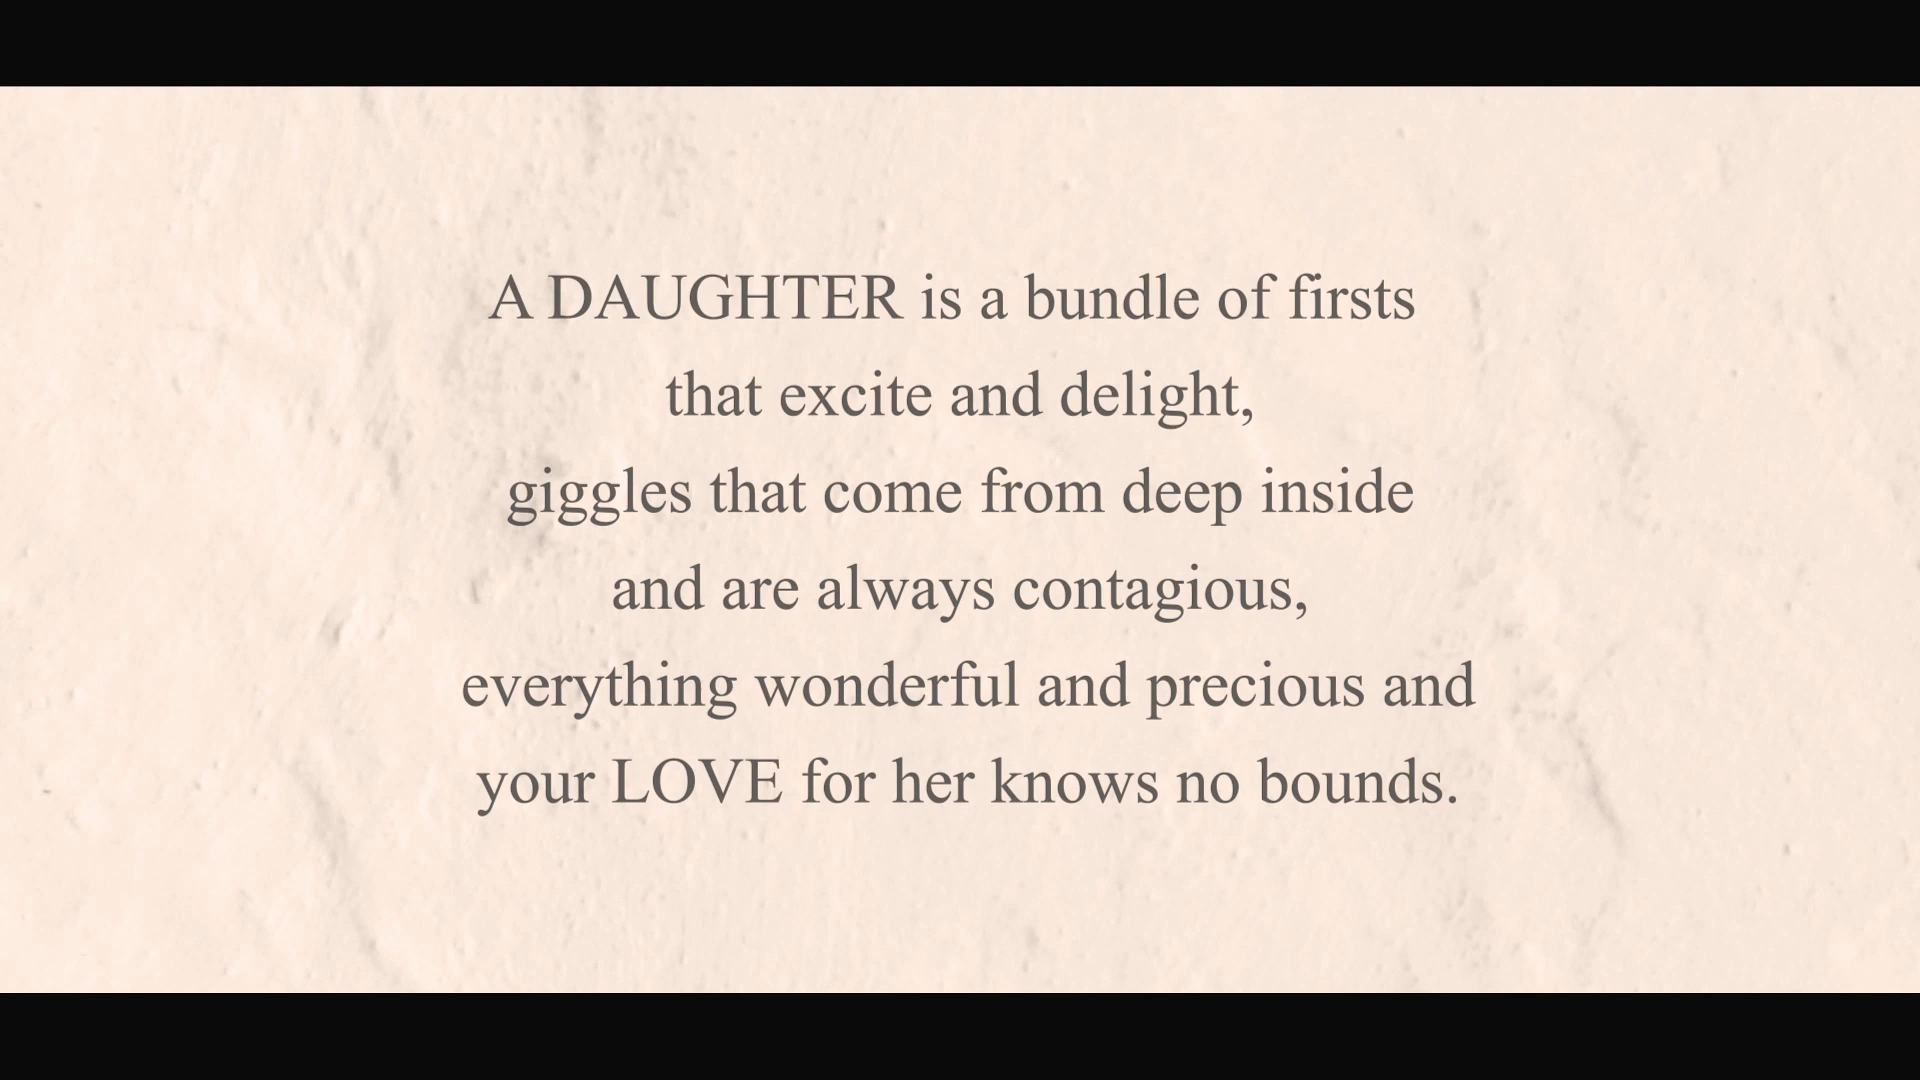 A DAUGHTER is a bundle of firsts
that excite and delight,
giggles that come from deep inside
and are always contagious,
everything wonderful and precious and
your LOVE for her knows no bounds.